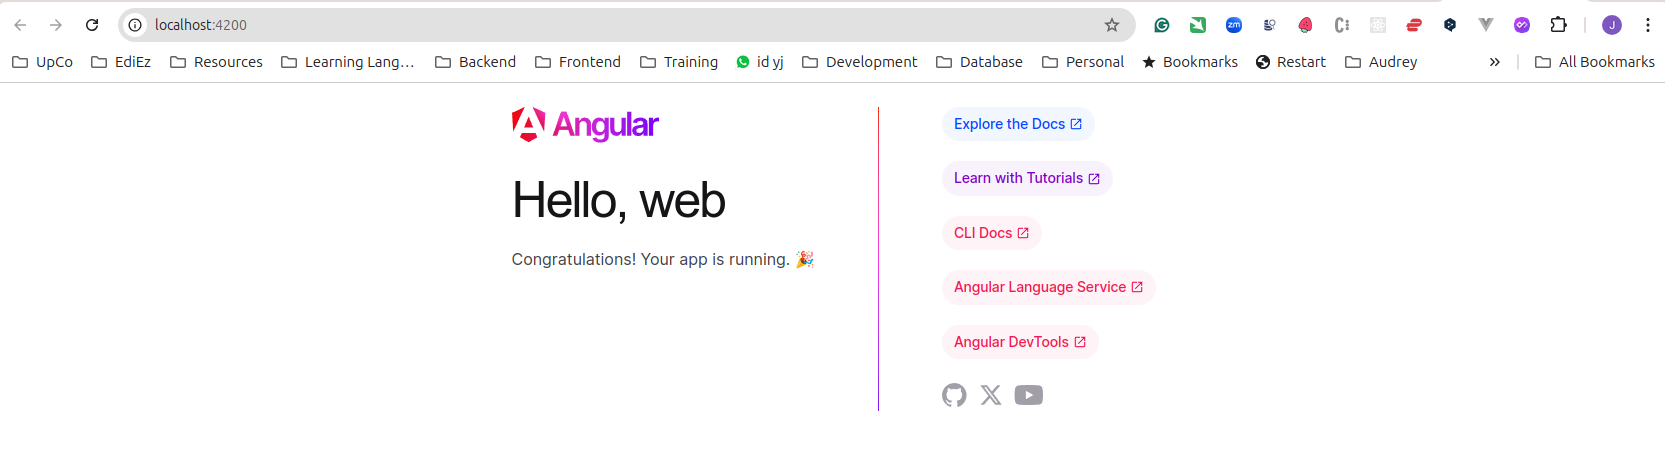 localhost:4200
zm
J
UpCo EdiEz Resources Learning Lang... Backend Frontend Training id yj Development Database Personal Bookmarks Restart Audrey » All Bookmarks
Angular
Hello, web
Congratulations! Your app is running. 🎉
Explore the Docs
Learn with Tutorials
CLI Docs
Angular Language Service
Angular DevTools